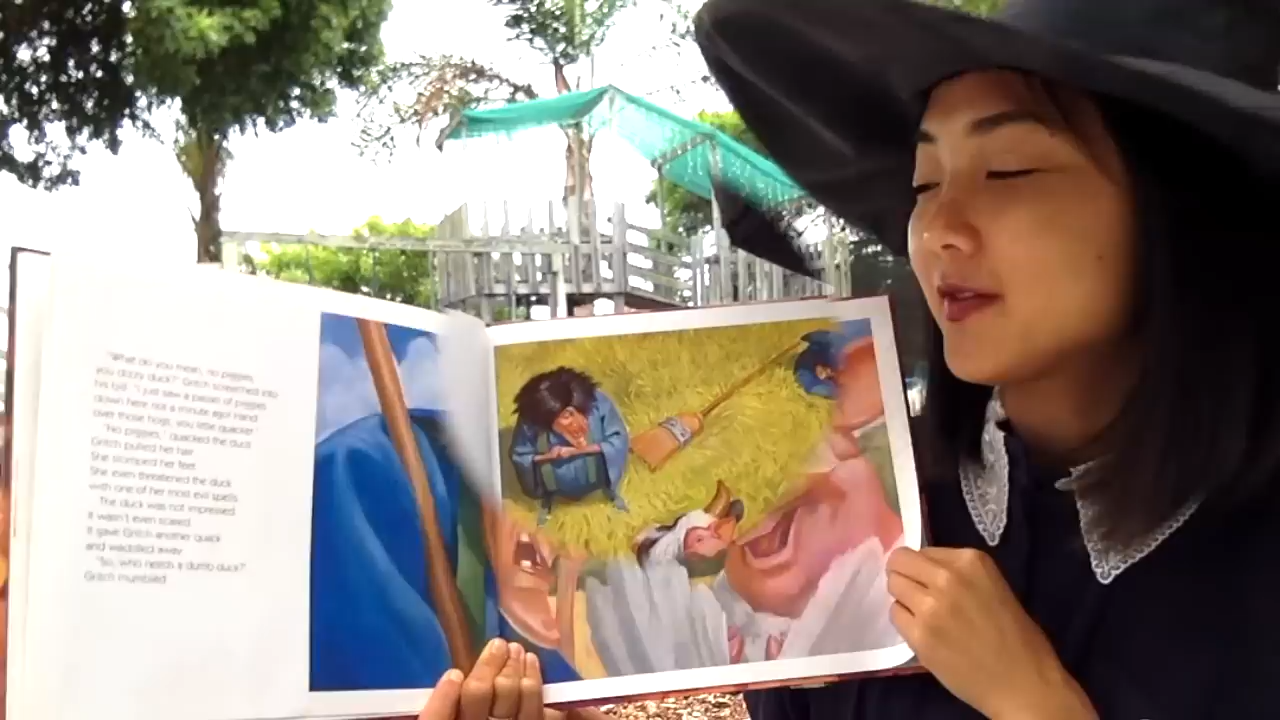 "What do you mean, no piggies,
you dizzy duck?" Gritch screamed into
his bill. "I just saw a passel of piggies
down here not a minute ago! Hand
over those hogs, you little quacker."
"No piggies," quacked the duck.
Gritch pulled her hair.
She stomped her feet.
She even threatened the duck
with one of her most evil spells.
The duck was not impressed.
It wasn't even scared.
It gave Gritch another quack
and waddled away.
"So, who needs a dumb duck?"
Gritch mumbled.